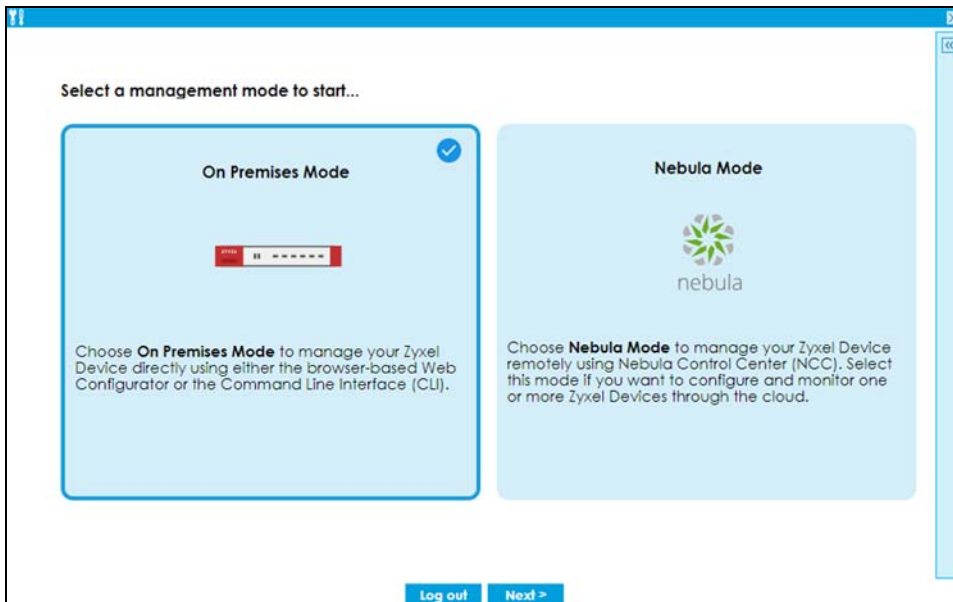 Select a management mode to start...
On Premises Mode
ZYXEL
Choose On Premises Mode to manage your Zyxel
Device directly using either the browser-based Web
Configurator or the Command Line Interface (CLI).
Nebula Mode
nebula
Choose Nebula Mode to manage your Zyxel Device
remotely using Nebula Control Center (NCC). Select
this mode if you want to configure and monitor one
or more Zyxel Devices through the cloud.
Log out
Next >